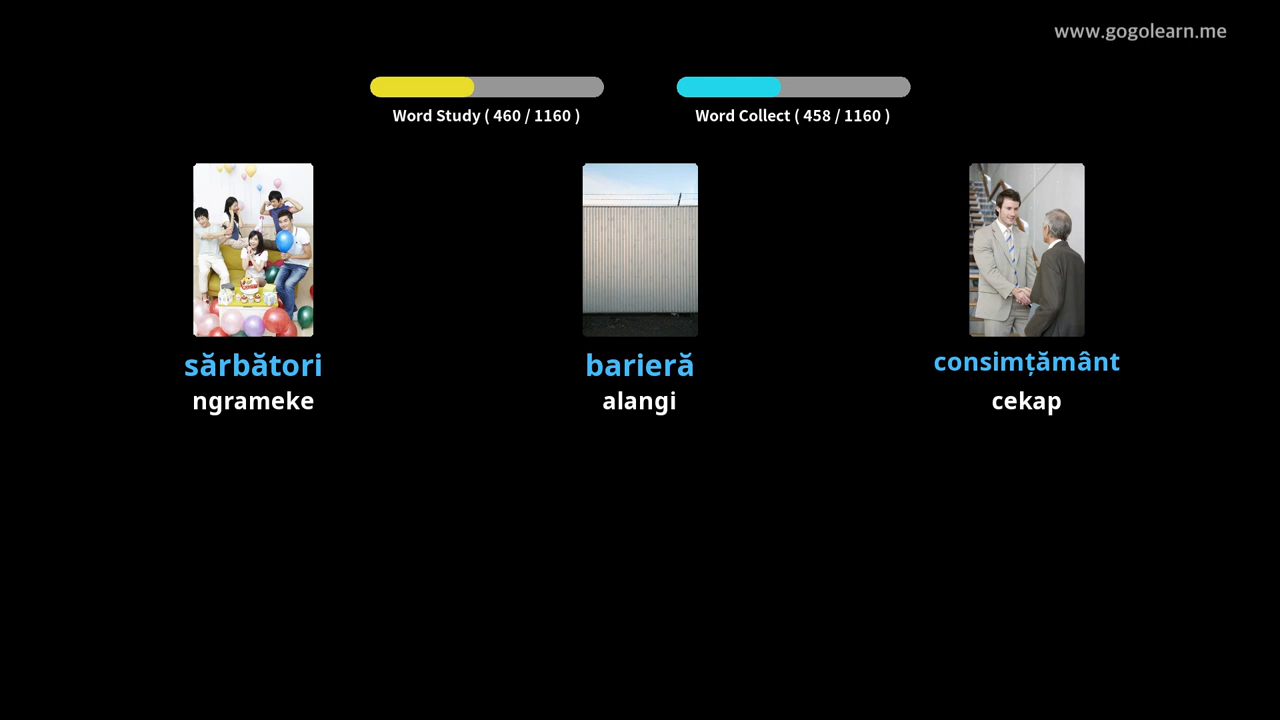 www.gogolearn.me
Word Study ( 460 / 1160 )
Word Collect ( 458 / 1160 )
sărbători
ngrameke
barieră
alangi
consimțământ
cekap